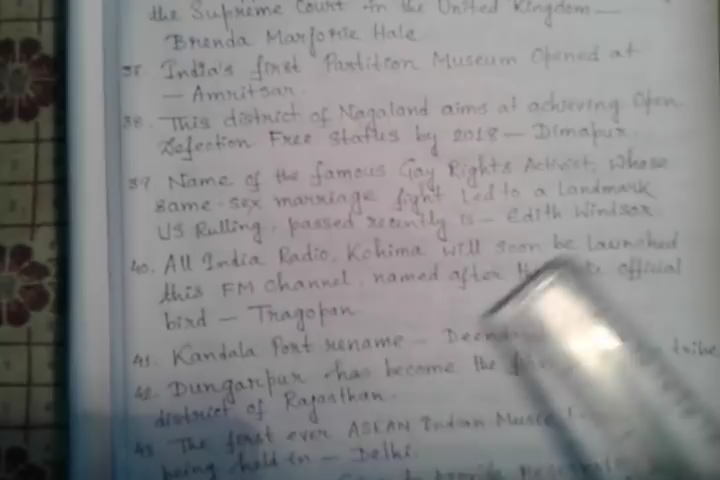 the Supreme Court in the United Kingdom —
Brenda Marjorie Hale
India's first Partition Museum Opened at
— Amritsar.
38. This district of Nagaland aims at achieving Open
Defection Free Status by 2018 — Dimapur.
39 Name of the famous Gay Rights Activist, whose
same-sex marriage fight led to a landmark
US Rulling, passed recently is — Edith Windsor
40. All India Radio, Kohima will soon be launched
this FM channel, named after official
bird — Tragopan
41. Kandala Port rename —
42. Dungarpur has become the tribe
district of Rajasthan.
43 The first ever ASEAN Indian Music
being held in — Delhi.